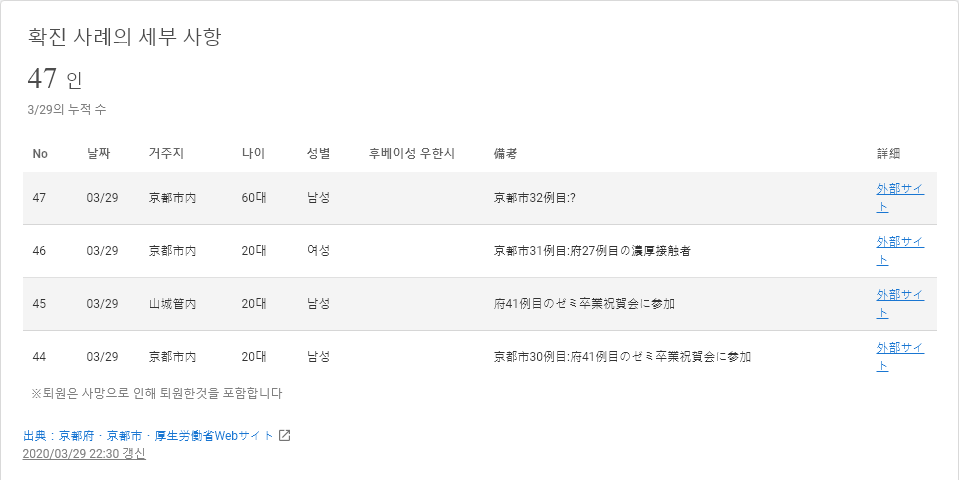 확진 사례의 세부 사항
47 인
3/29의 누적 수
No 날짜 거주지 나이 성별 후베이성 우한시 備考 詳細
47 03/29 京都市内 60대 남성 京都市32例目:? 外部サイ
ト
46 03/29 京都市内 20대 여성 京都市31例目:府27例目の濃厚接触者 外部サイ
ト
45 03/29 山城管内 20대 남성 府41例目のゼミ卒業祝賀会に参加 外部サイ
ト
44 03/29 京都市内 20대 남성 京都市30例目:府41例目のゼミ卒業祝賀会に参加 外部サイ
ト
※퇴원은 사망으로 인해 퇴원한것을 포함합니다
出典：京都府・京都市・厚生労働省Webサイト
2020/03/29 22:30 갱신